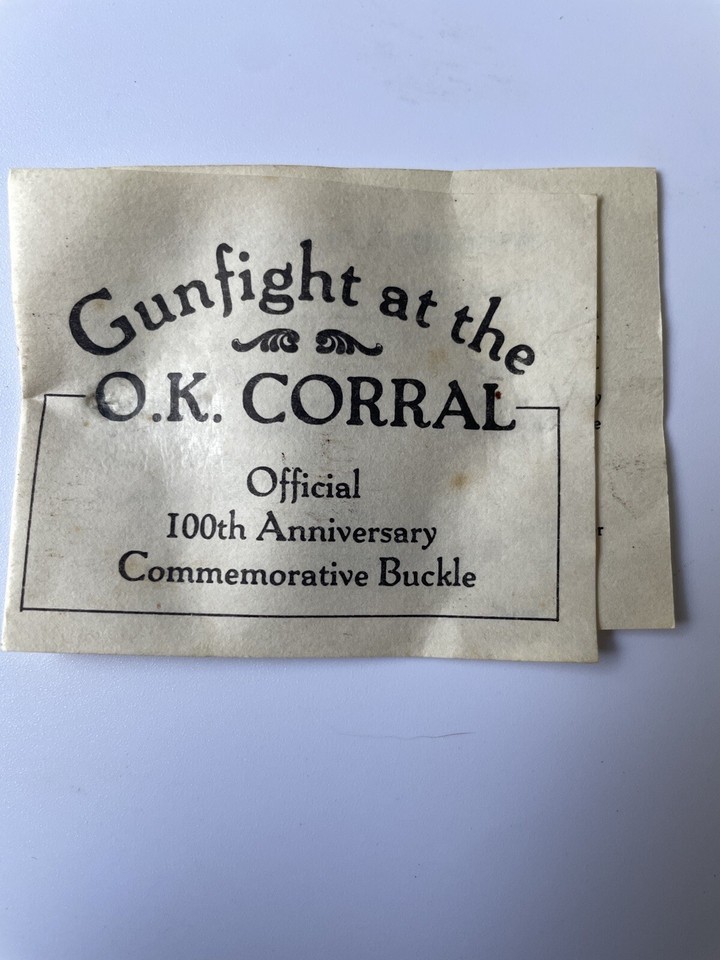 Gunfight at the
O.K. CORRAL
Official
100th Anniversary
Commemorative Buckle